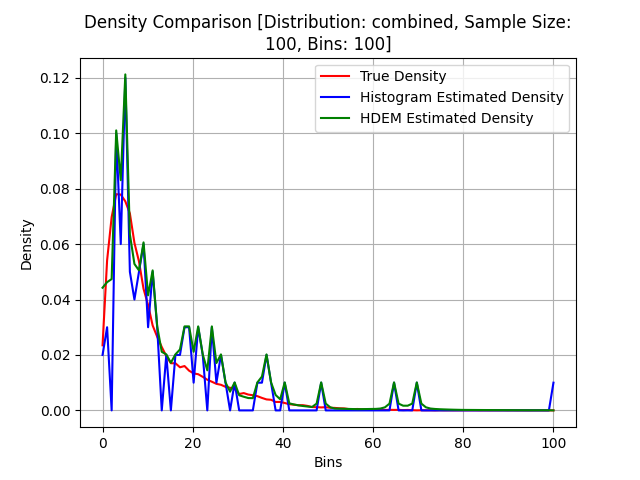 Density Comparison [Distribution: combined, Sample Size:
100, Bins: 100]
True Density
Histogram Estimated Density
HDEM Estimated Density
Density
0.12
0.10
0.08
0.06
0.04
0.02
0.00
0
20
40
60
80
100
Bins